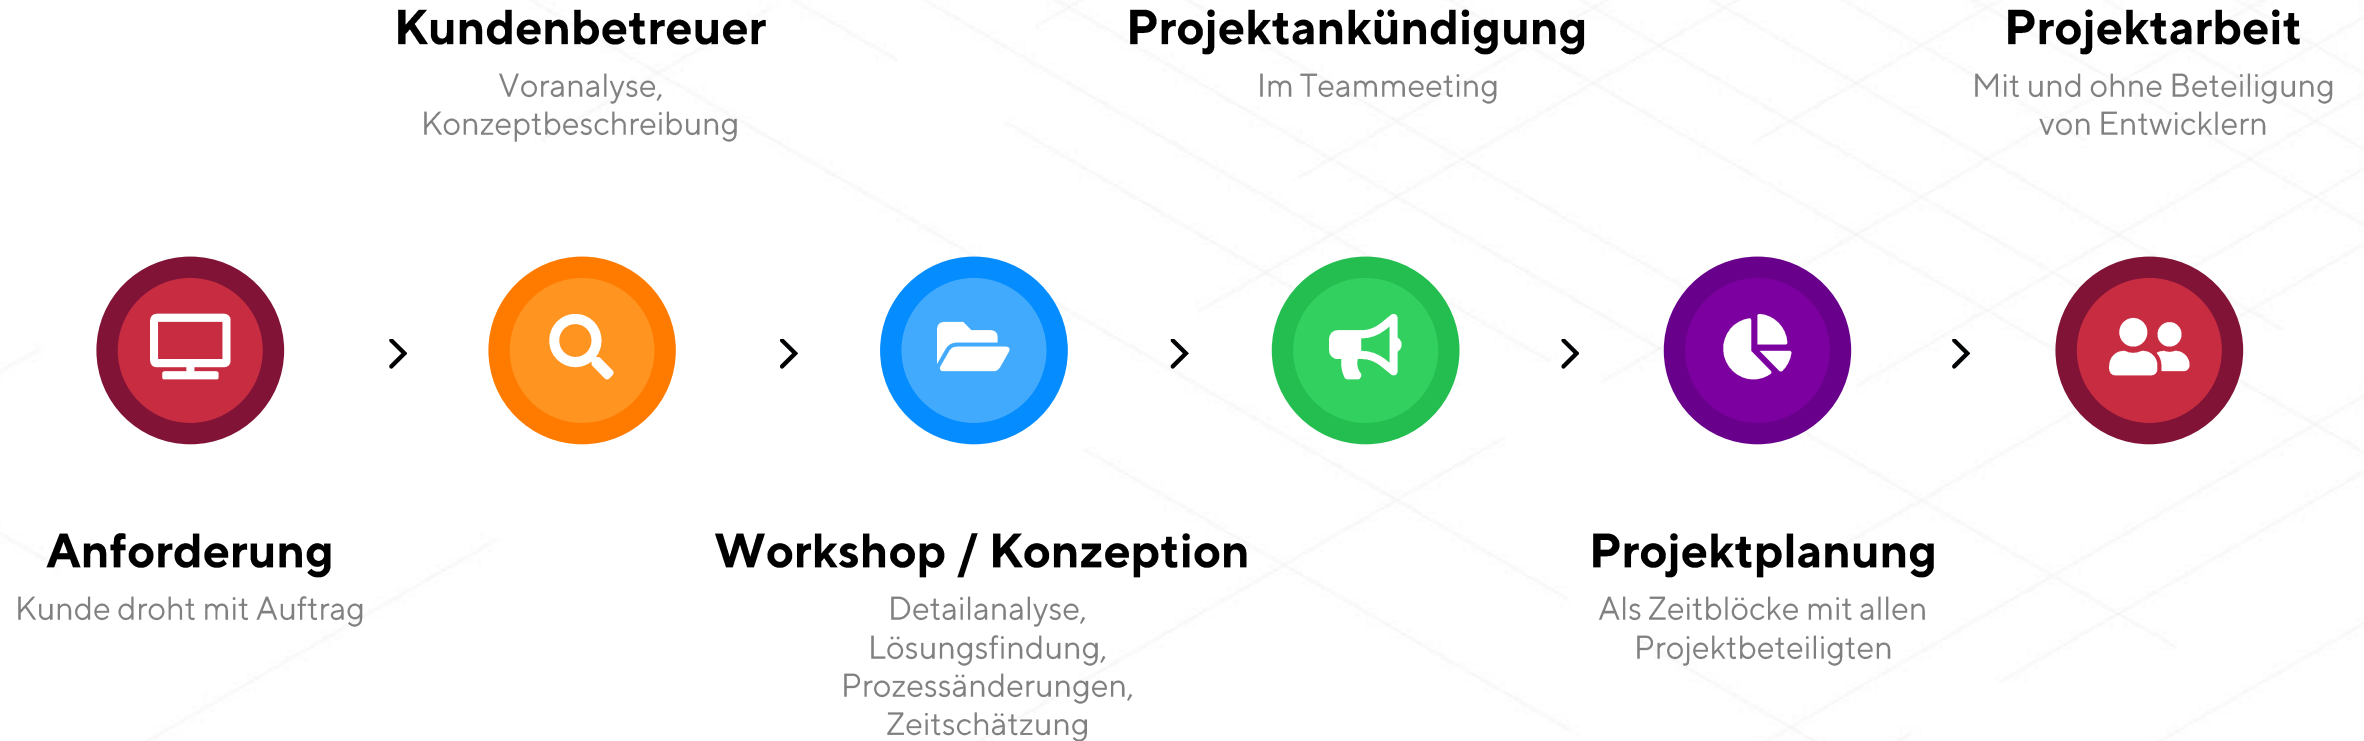 Kundenbetreuer
Voranalyse,
Konzeptbeschreibung
Projektankündigung
Im Teammeeting
Projektarbeit
Mit und ohne Beteiligung
von Entwicklern
Anforderung
Kunde droht mit Auftrag
Workshop / Konzeption
Detailanalyse,
Lösungsfindung,
Prozessänderungen,
Zeitschätzung
Projektplanung
Als Zeitblöcke mit allen
Projektbeteiligten